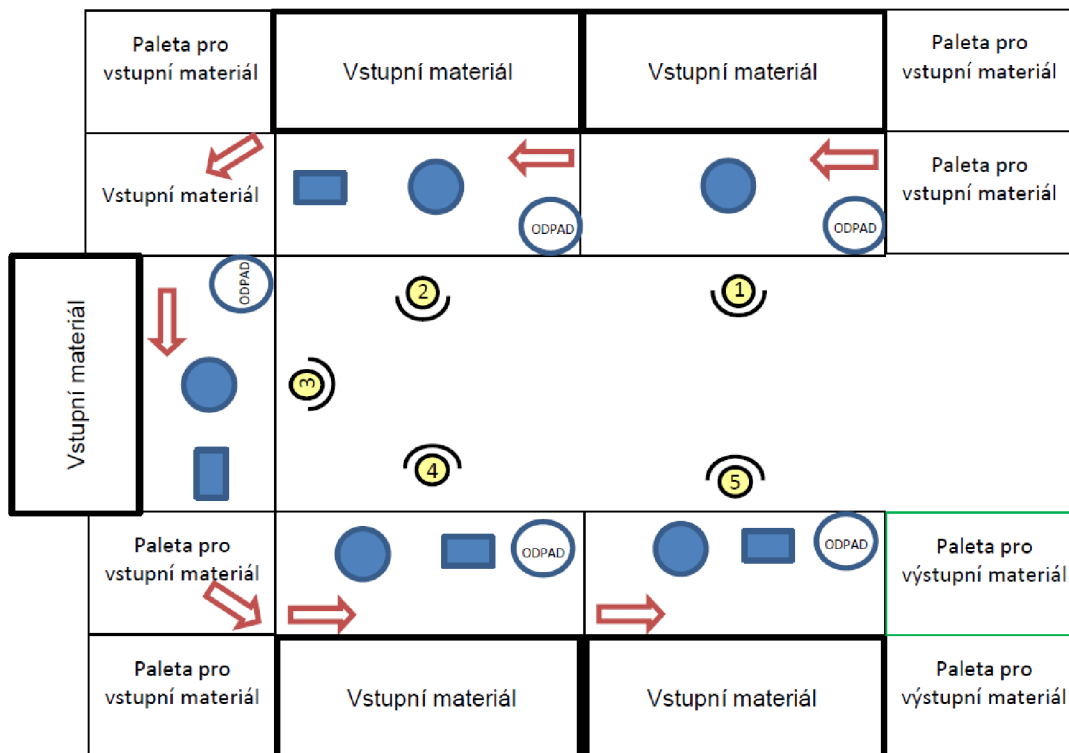 Paleta pro
vstupní materiál
Vstupní materiál
Vstupní materiál
Paleta pro
vstupní materiál
Vstupní materiál
ODPAD
ODPAD
Paleta pro
vstupní materiál
Vstupní materiál
ODPAD
2
1
3
4
5
Paleta pro
vstupní materiál
ODPAD
ODPAD
Paleta pro
výstupní materiál
Paleta pro
vstupní materiál
Vstupní materiál
Vstupní materiál
Paleta pro
výstupní materiál